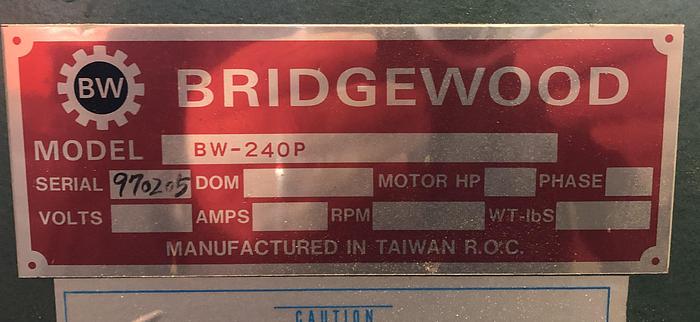 BW BRIDGEWOOD
MODEL BW-240P
SERIAL 970205 DOM MOTOR HP PHASE
VOLTS AMPS RPM WT-lbS
MANUFACTURED IN TAIWAN R.O.C.
CAUTION